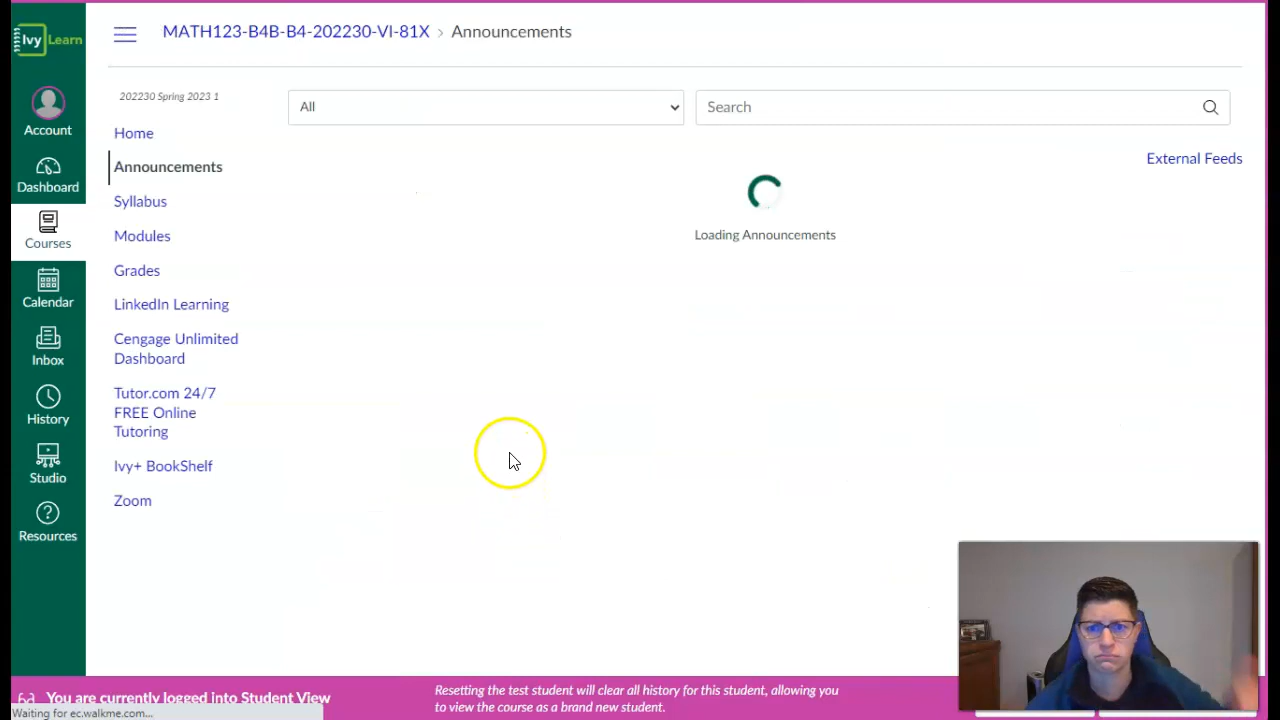 Ivy Learn
MATH123-B4B-B4-202230-VI-81X › Announcements
202230 Spring 2023 1
All
Search
External Feeds
Account
Dashboard
Courses
Calendar
Inbox
History
Studio
Resources
Home
Announcements
Syllabus
Modules
Grades
LinkedIn Learning
Cengage Unlimited
Dashboard
Tutor.com 24/7
FREE Online
Tutoring
Ivy+ BookShelf
Zoom
Loading Announcements
You are currently logged into Student View
Resetting the test student will clear all history for this student, allowing you
to view the course as a brand new student.
Waiting for ec.walkme.com...